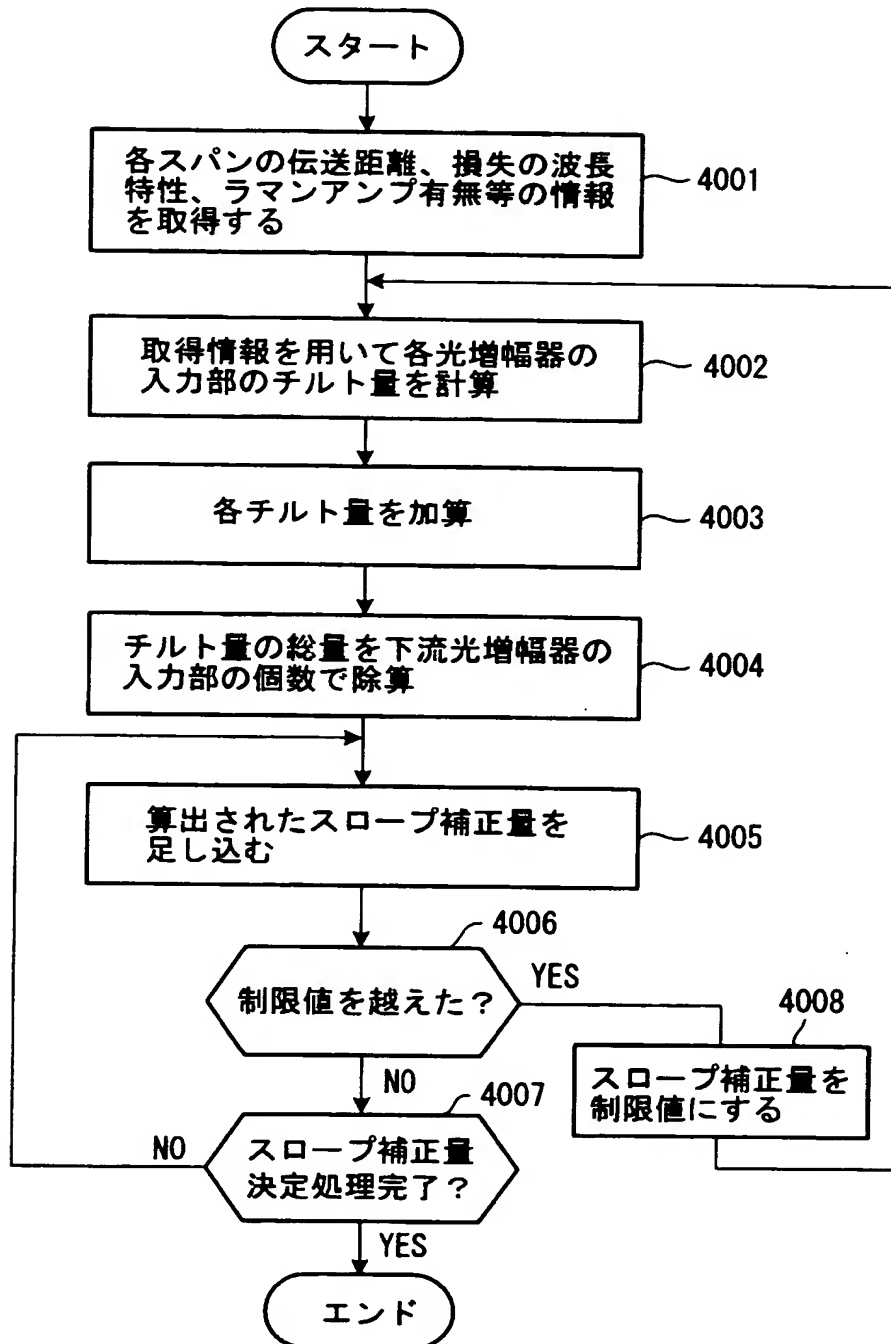 スタート
各スパンの伝送距離、損失の波長
特性、ラマンアンプ有無等の情報
を取得する
4001
取得情報を用いて各光増幅器の
入力部のチルト量を計算
4002
各チルト量を加算
4003
チルト量の総量を下流光増幅器の
入力部の個数で除算
4004
算出されたスロープ補正量を
足し込む
4005
4006
制限値を越えた?
YES
4008
スロープ補正量を
制限値にする
NO
4007
NO
スロープ補正量
決定処理完了?
YES
エンド